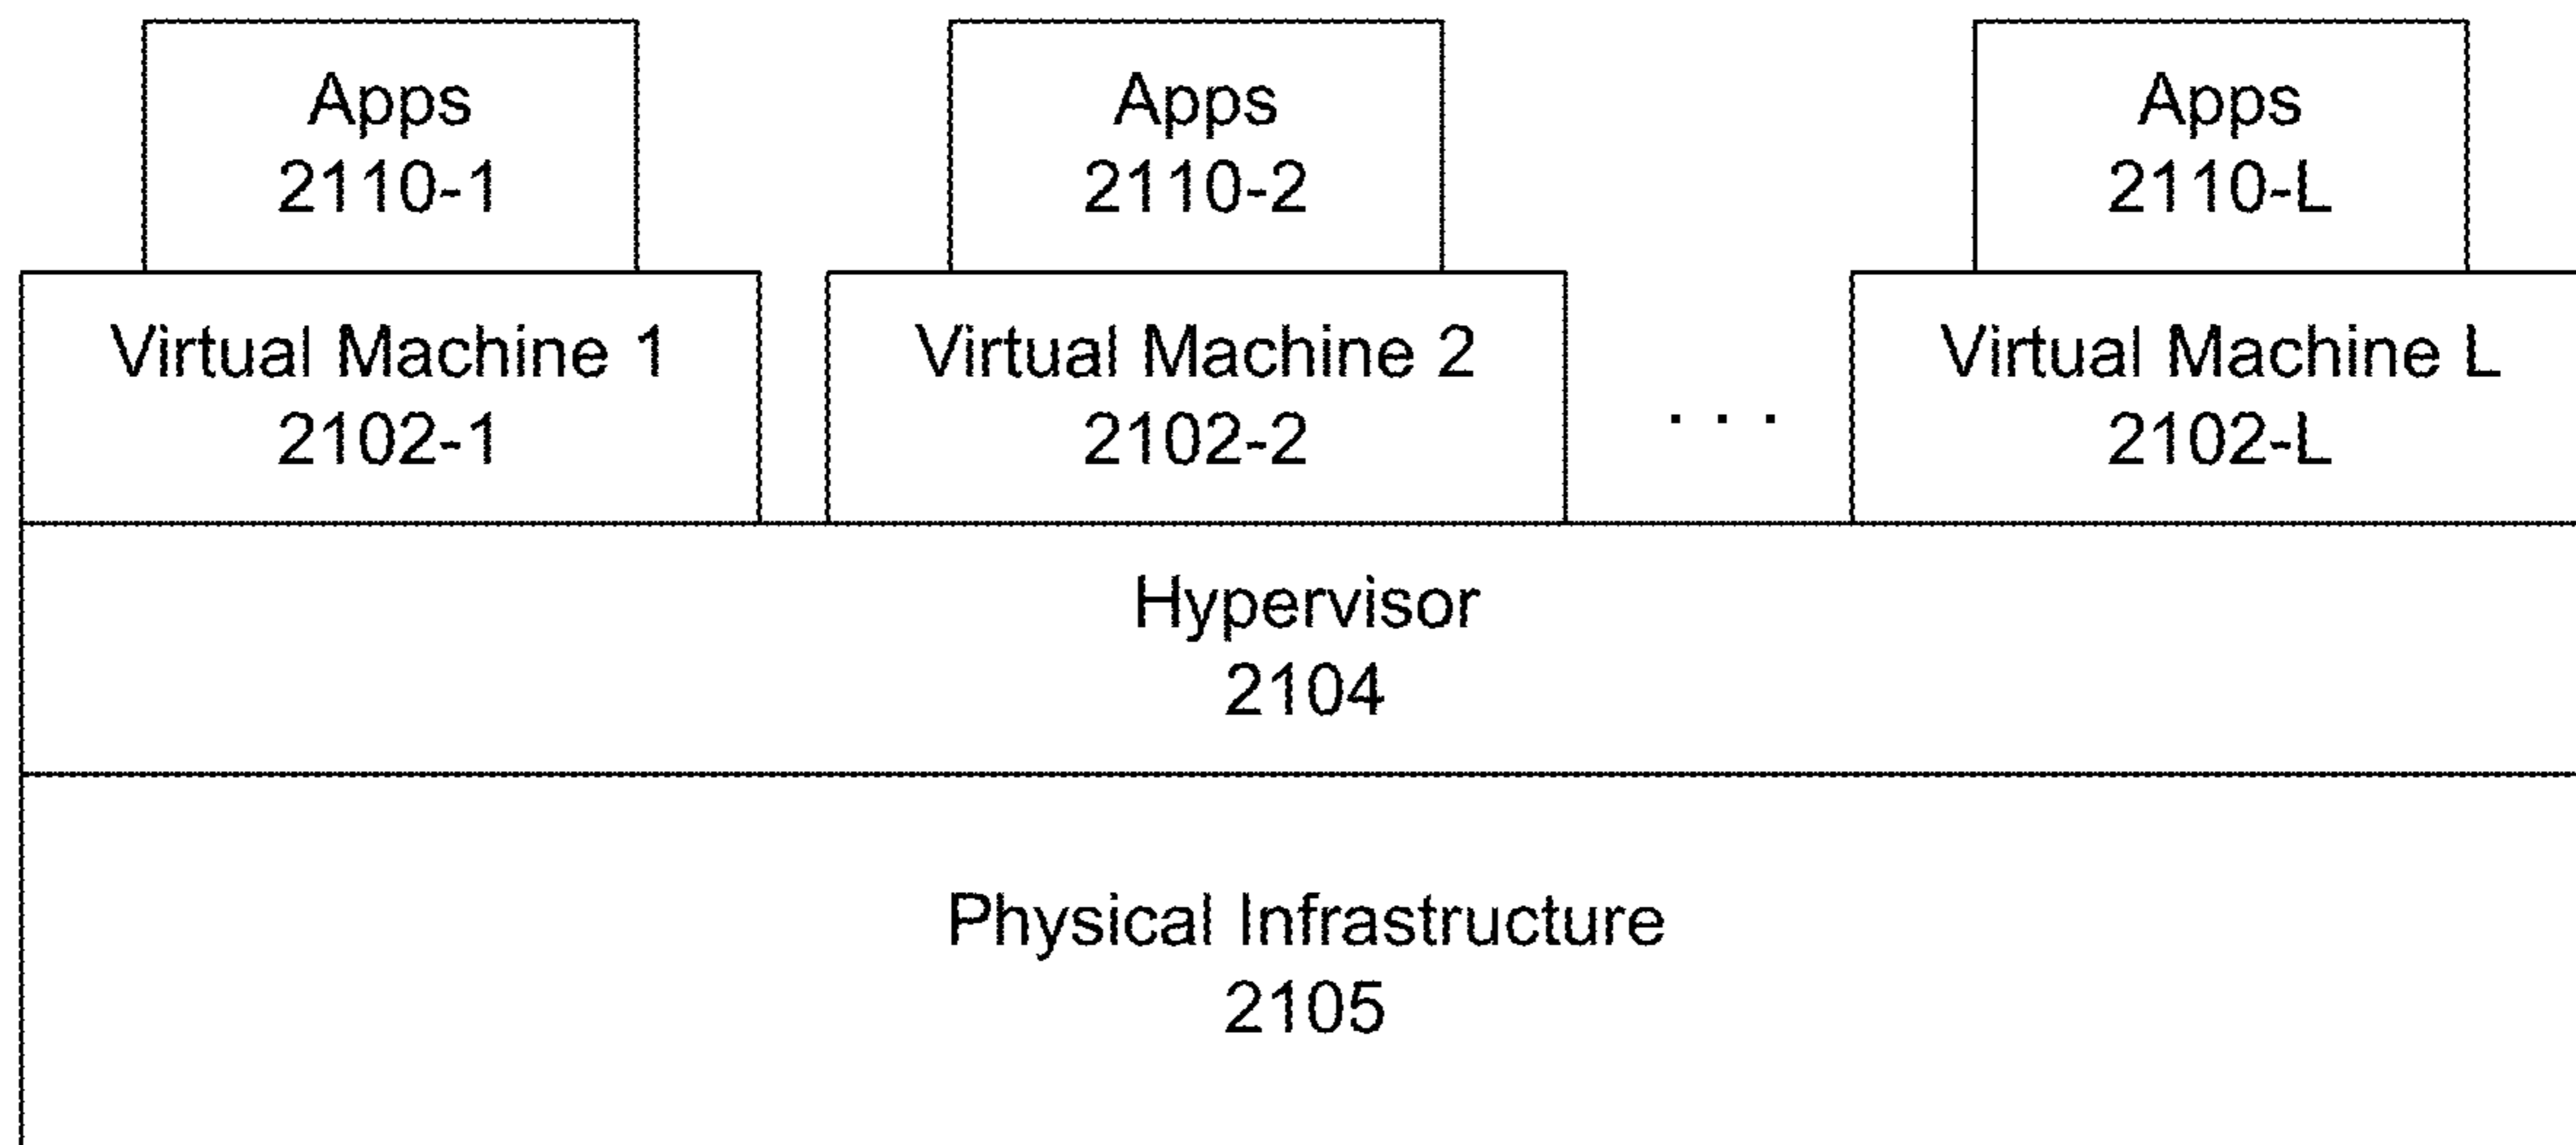 Apps
2110-1
Apps
2110-2
Apps
2110-L
Virtual Machine 1
2102-1
Virtual Machine 2
2102-2
. . .
Virtual Machine L
2102-L
Hypervisor
2104
Physical Infrastructure
2105